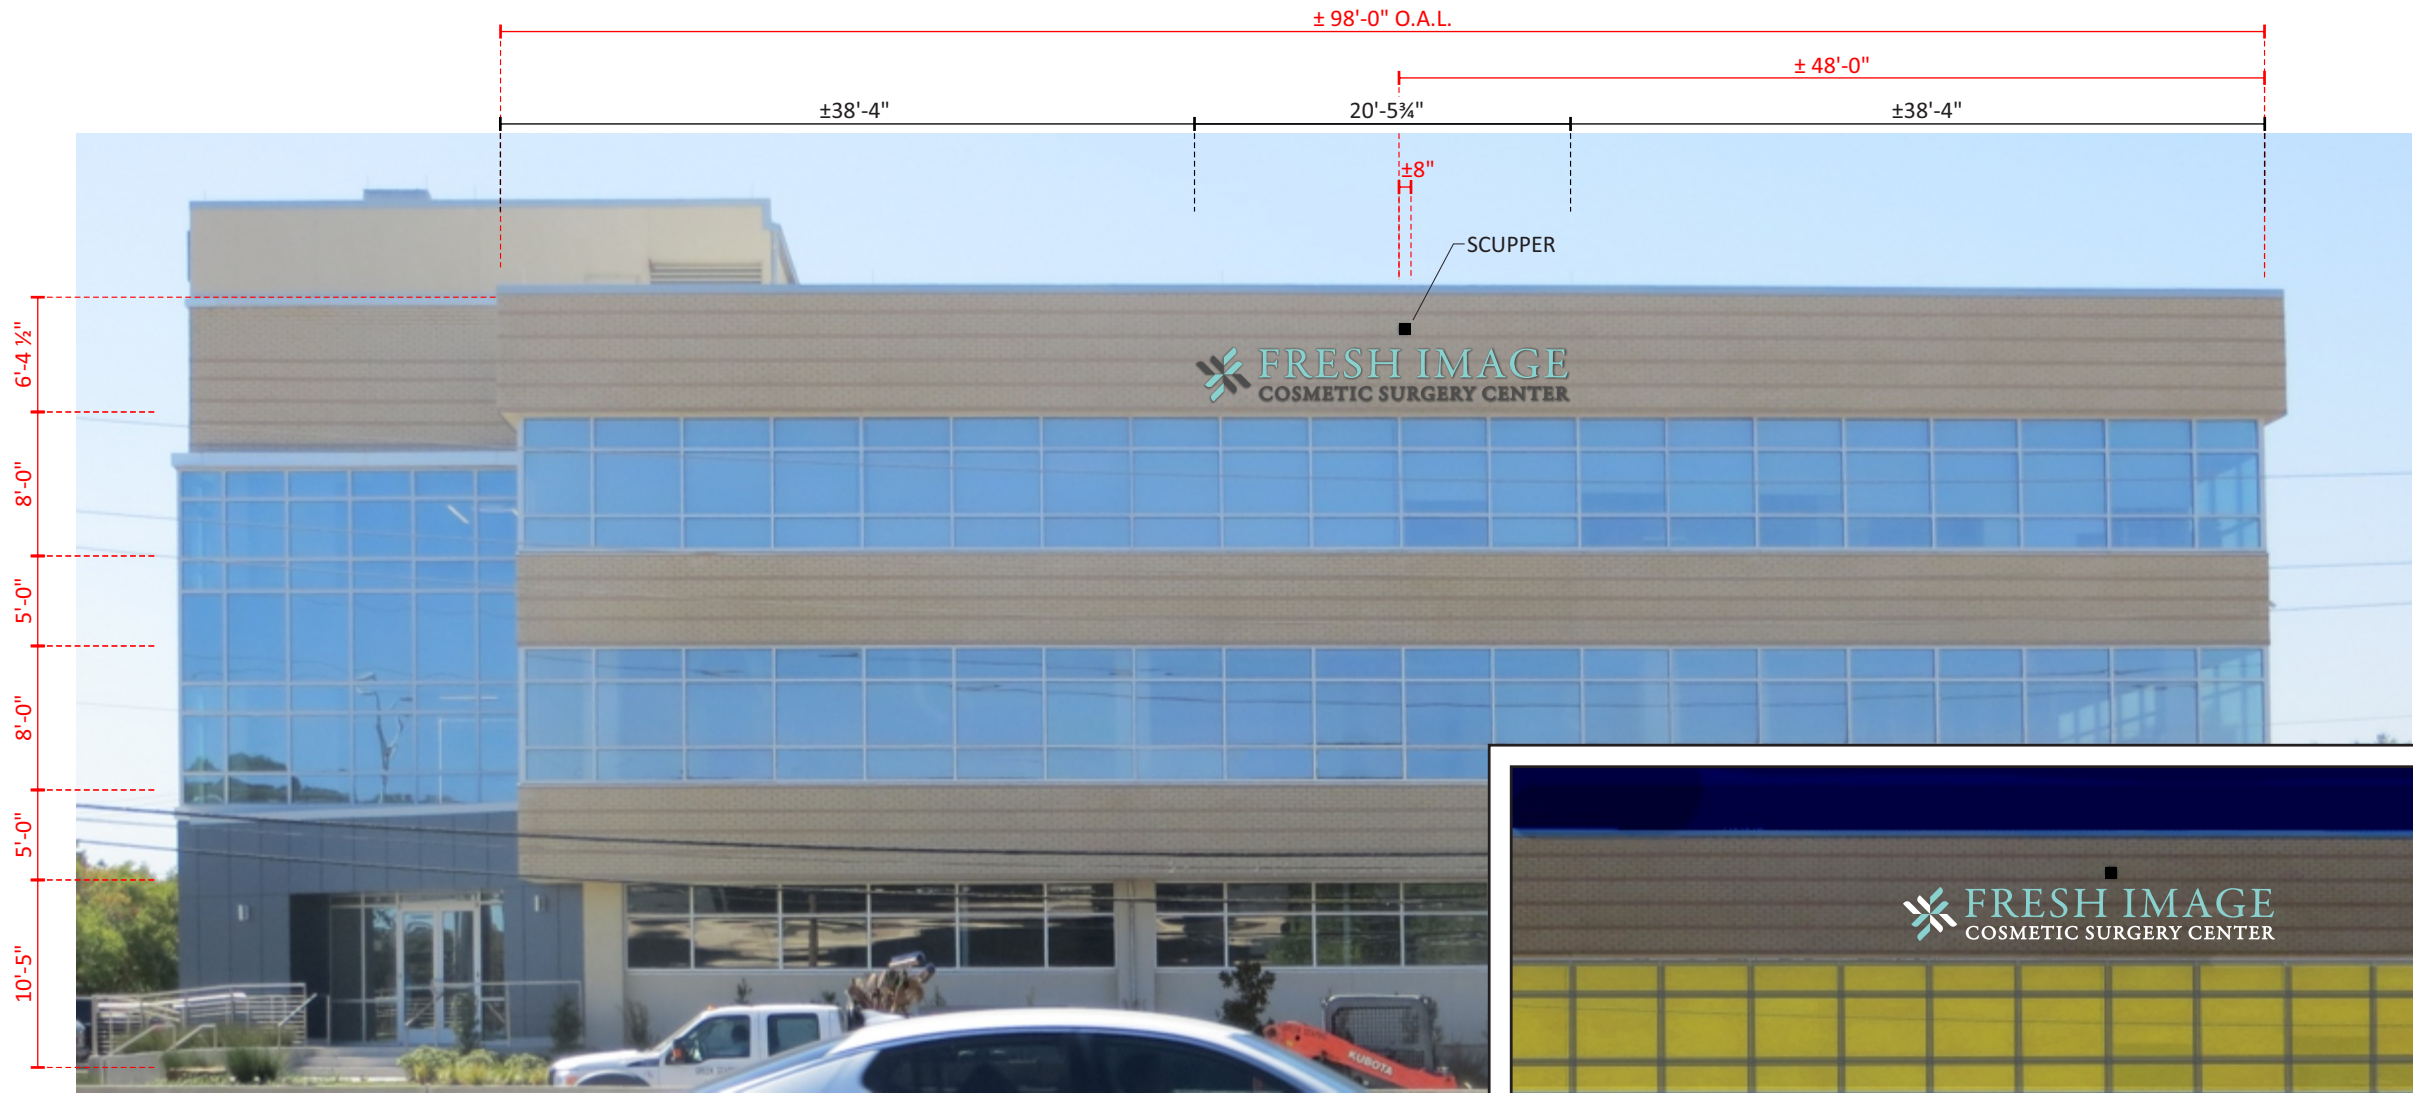 ± 98'-0" O.A.L.
± 48'-0"
±38'-4"
20'-5¾"
±38'-4"
±8"
SCUPPER
6'-4 ½"
8'-0"
5'-0"
8'-0"
5'-0"
10'-5"
FRESH IMAGE
COSMETIC SURGERY CENTER
KUBOTA
FRESH IMAGE
COSMETIC SURGERY CENTER